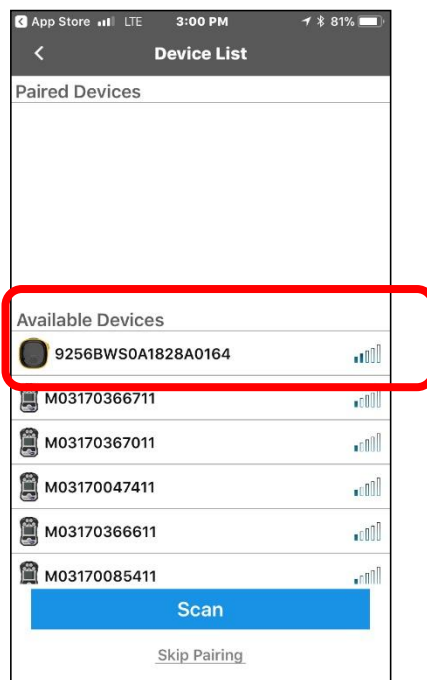 App Store LTE 3:00 PM 81%
Device List
Paired Devices
Available Devices
9256BWS0A1828A0164
M03170366711
M03170367011
M03170047411
M03170366611
M03170085411
Scan
Skip Pairing